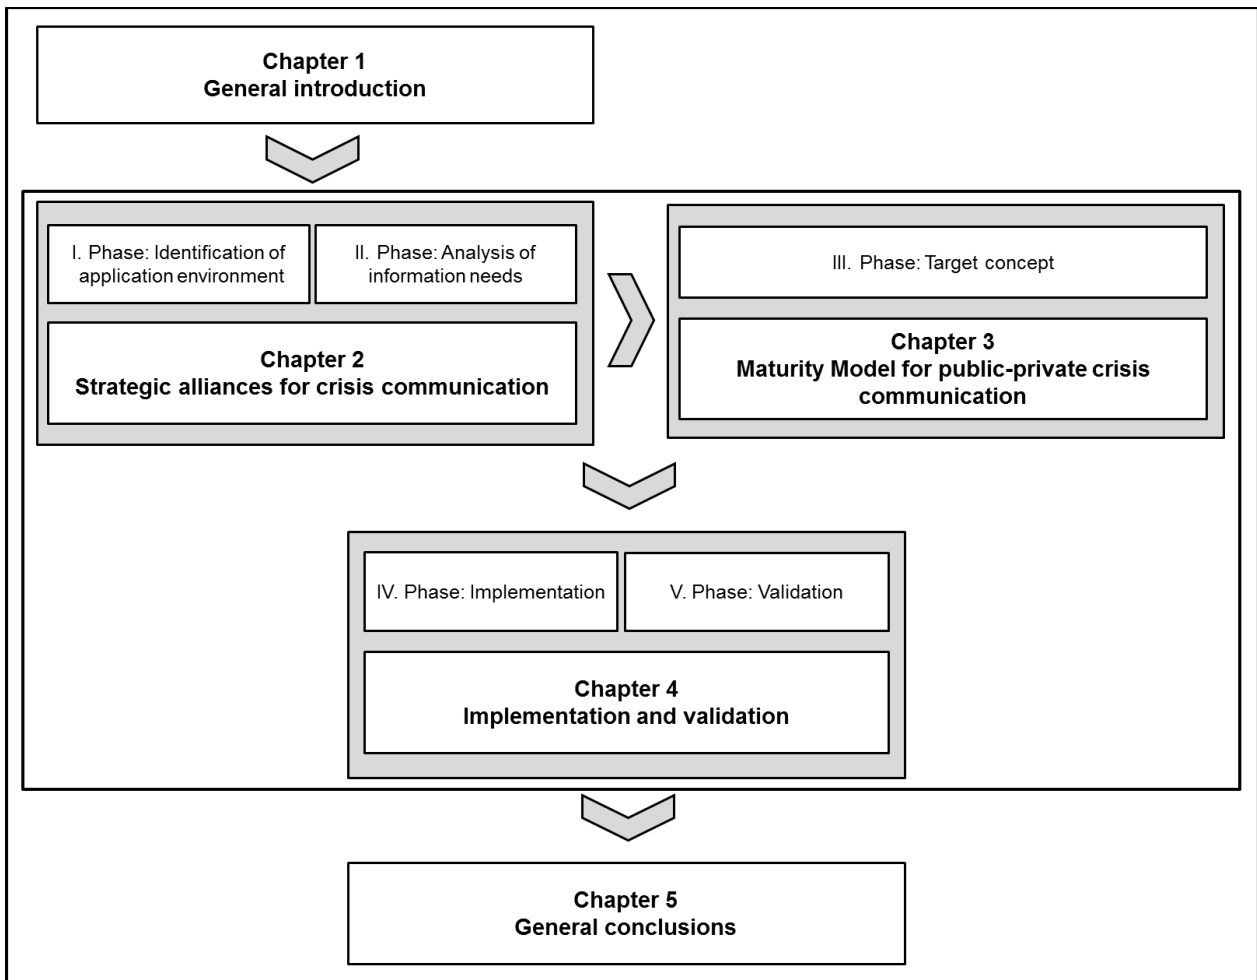 Chapter 1
General introduction
I. Phase: Identification of
application environment
II. Phase: Analysis of
information needs
Chapter 2
Strategic alliances for crisis communication
III. Phase: Target concept
Chapter 3
Maturity Model for public-private crisis
communication
IV. Phase: Implementation
V. Phase: Validation
Chapter 4
Implementation and validation
Chapter 5
General conclusions